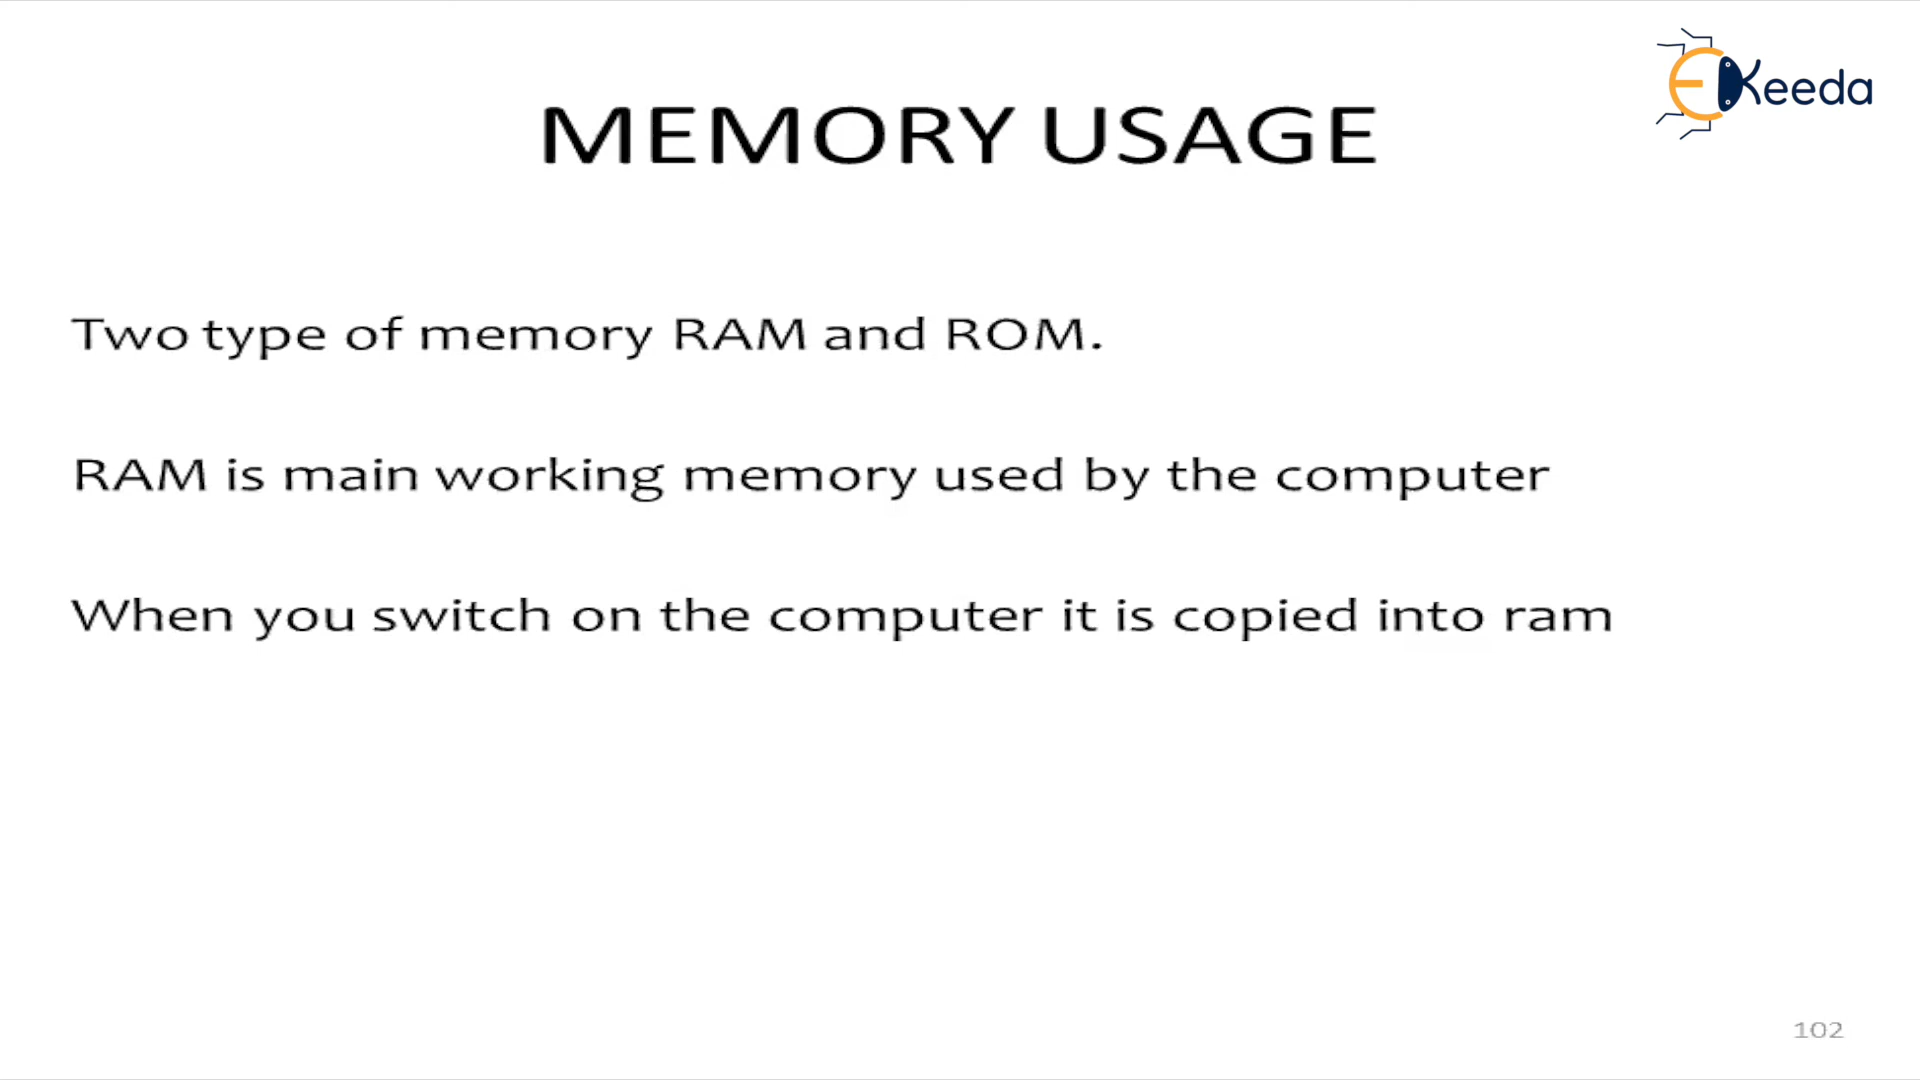 EKeeda
MEMORY USAGE
Two type of memory RAM and ROM.
RAM is main working memory used by the computer
When you switch on the computer it is copied into ram
102